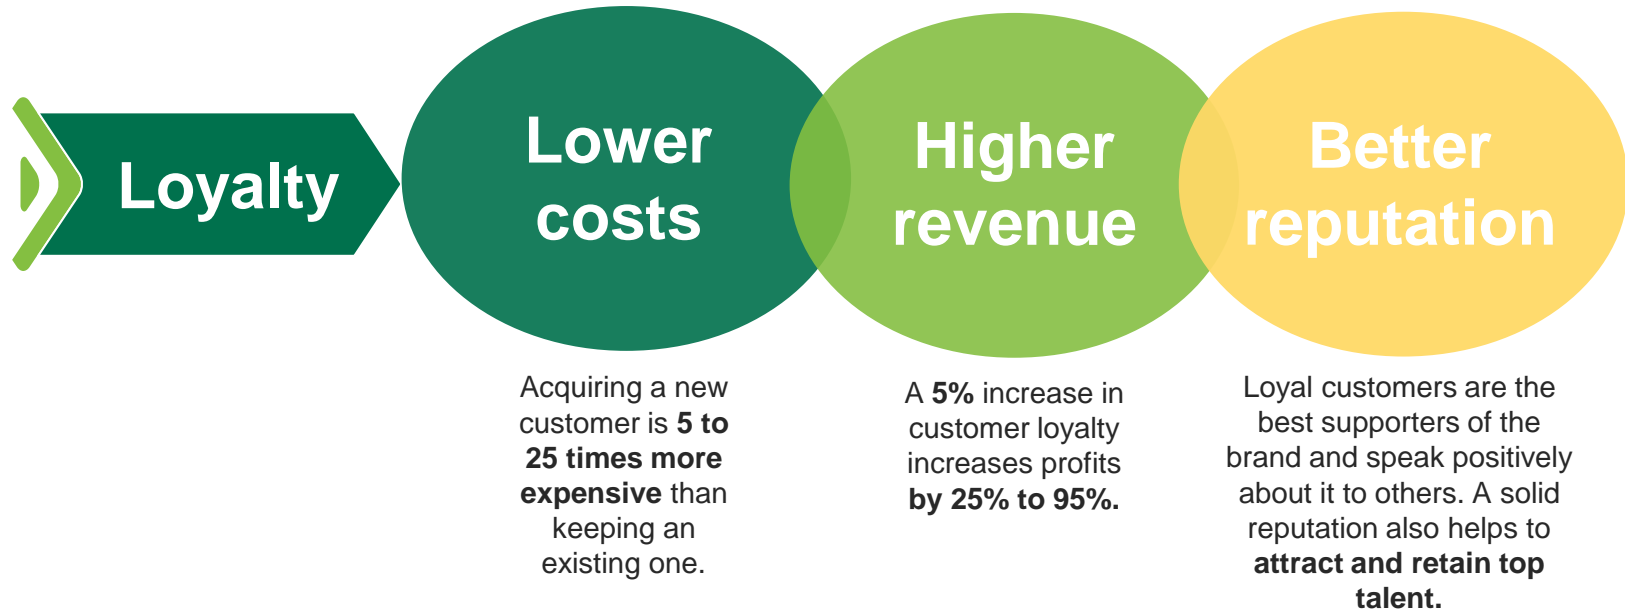 Loyalty
Lower
costs
Higher
revenue
Better
reputation
Acquiring a new
customer is 5 to
25 times more
expensive than
keeping an
existing one.
A 5% increase in
customer loyalty
increases profits
by 25% to 95%.
Loyal customers are the
best supporters of the
brand and speak positively
about it to others. A solid
reputation also helps to
attract and retain top
talent.